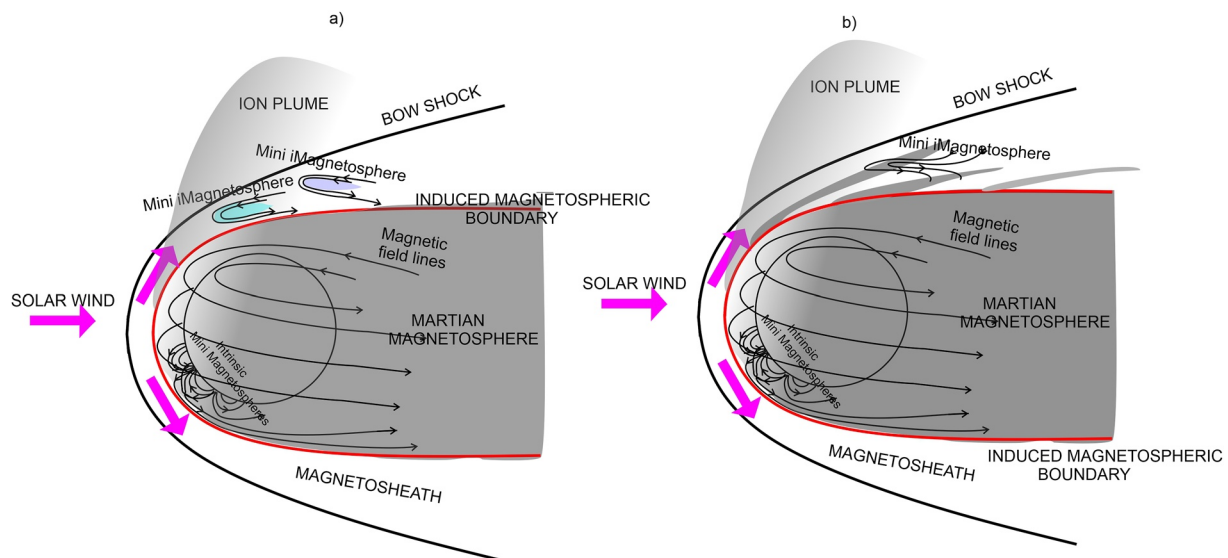 a)
ION PLUME
BOW SHOCK
Mini iMagnetosphere
Mini iMagnetosphere
INDUCED MAGNETOSPHERIC
BOUNDARY
Magnetic
field lines
SOLAR WIND
MARTIAN
MAGNETOSPHERE
Intrinsic
Mini Magnetospheres
MAGNETOSHEATH
b)
ION PLUME
BOW SHOCK
Mini iMagnetosphere
Magnetic
field lines
SOLAR WIND
MARTIAN
MAGNETOSPHERE
Intrinsic
Mini Magnetospheres
MAGNETOSHEATH
INDUCED MAGNETOSPHERIC
BOUNDARY